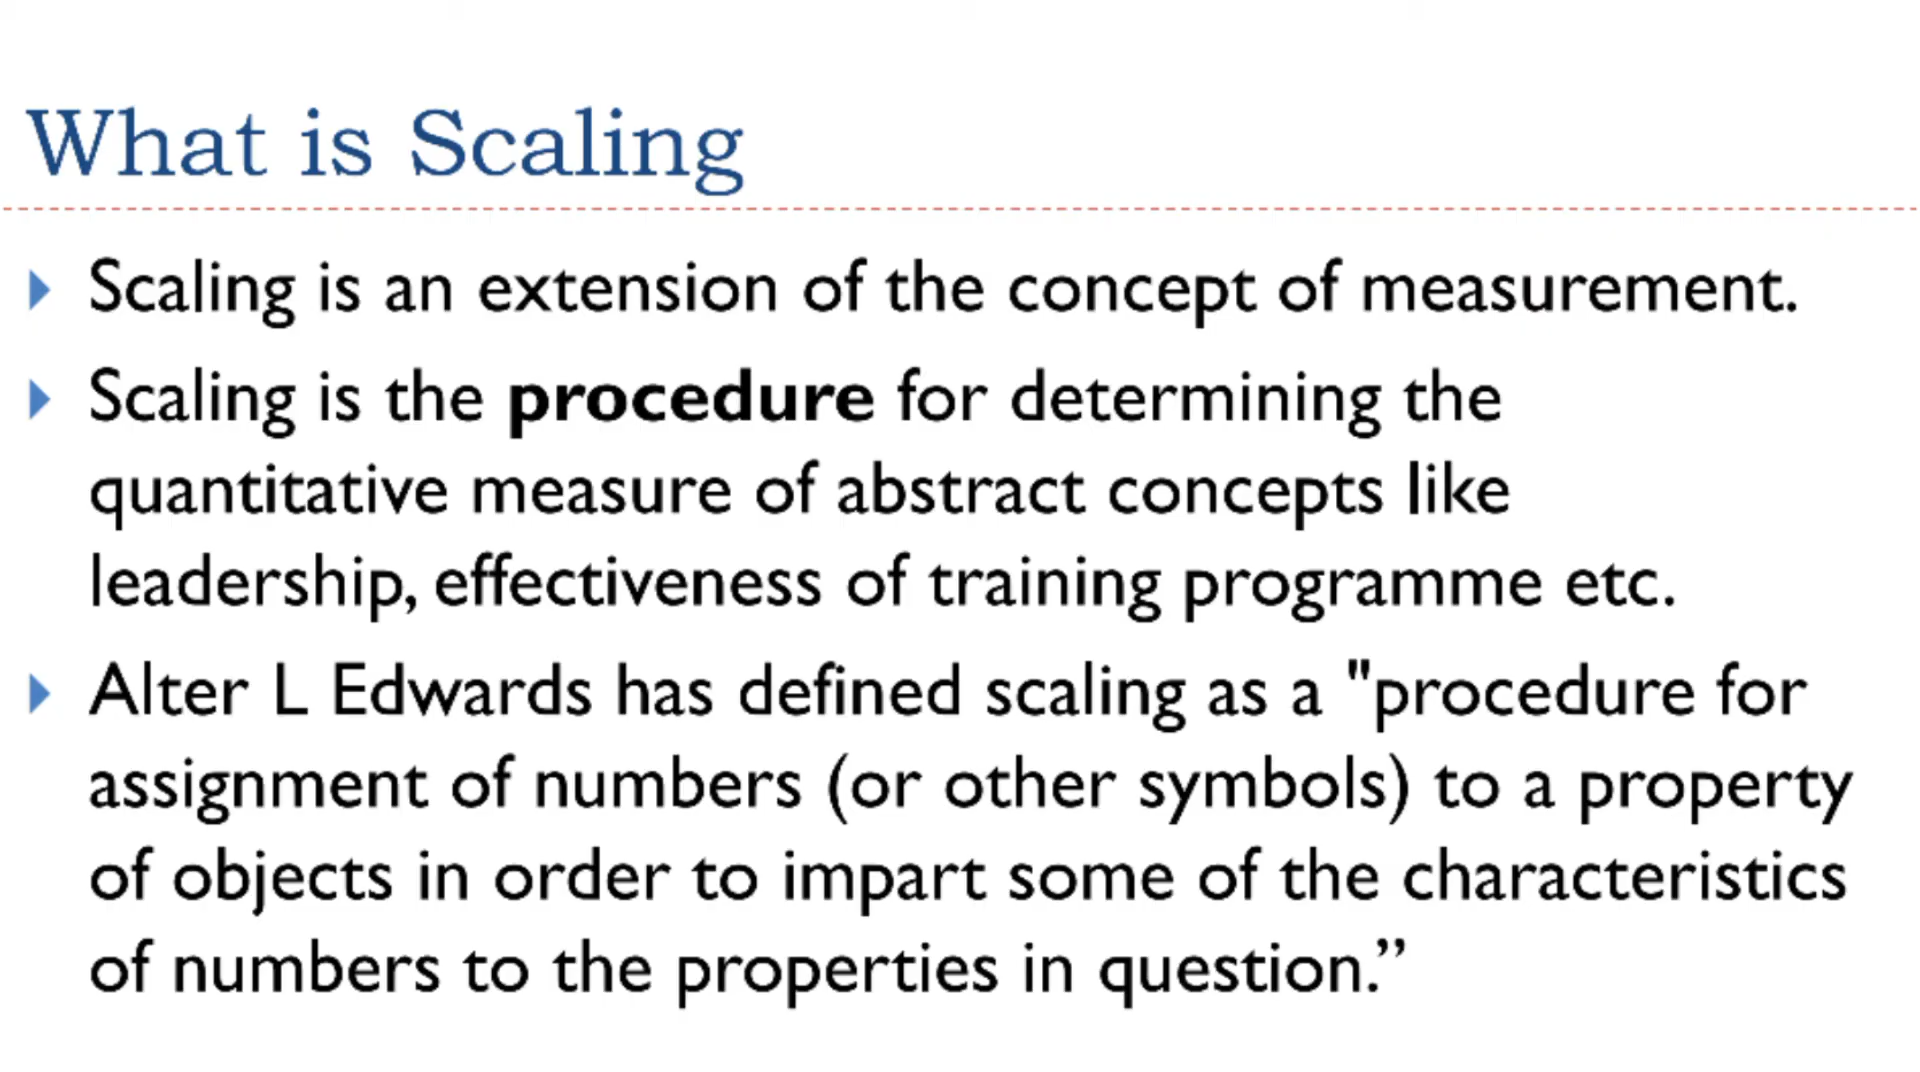 What is Scaling
Scaling is an extension of the concept of measurement.
Scaling is the procedure for determining the
quantitative measure of abstract concepts like
leadership, effectiveness of training programme etc.
Alter L Edwards has defined scaling as a "procedure for
assignment of numbers (or other symbols) to a property
of objects in order to impart some of the characteristics
of numbers to the properties in question.”